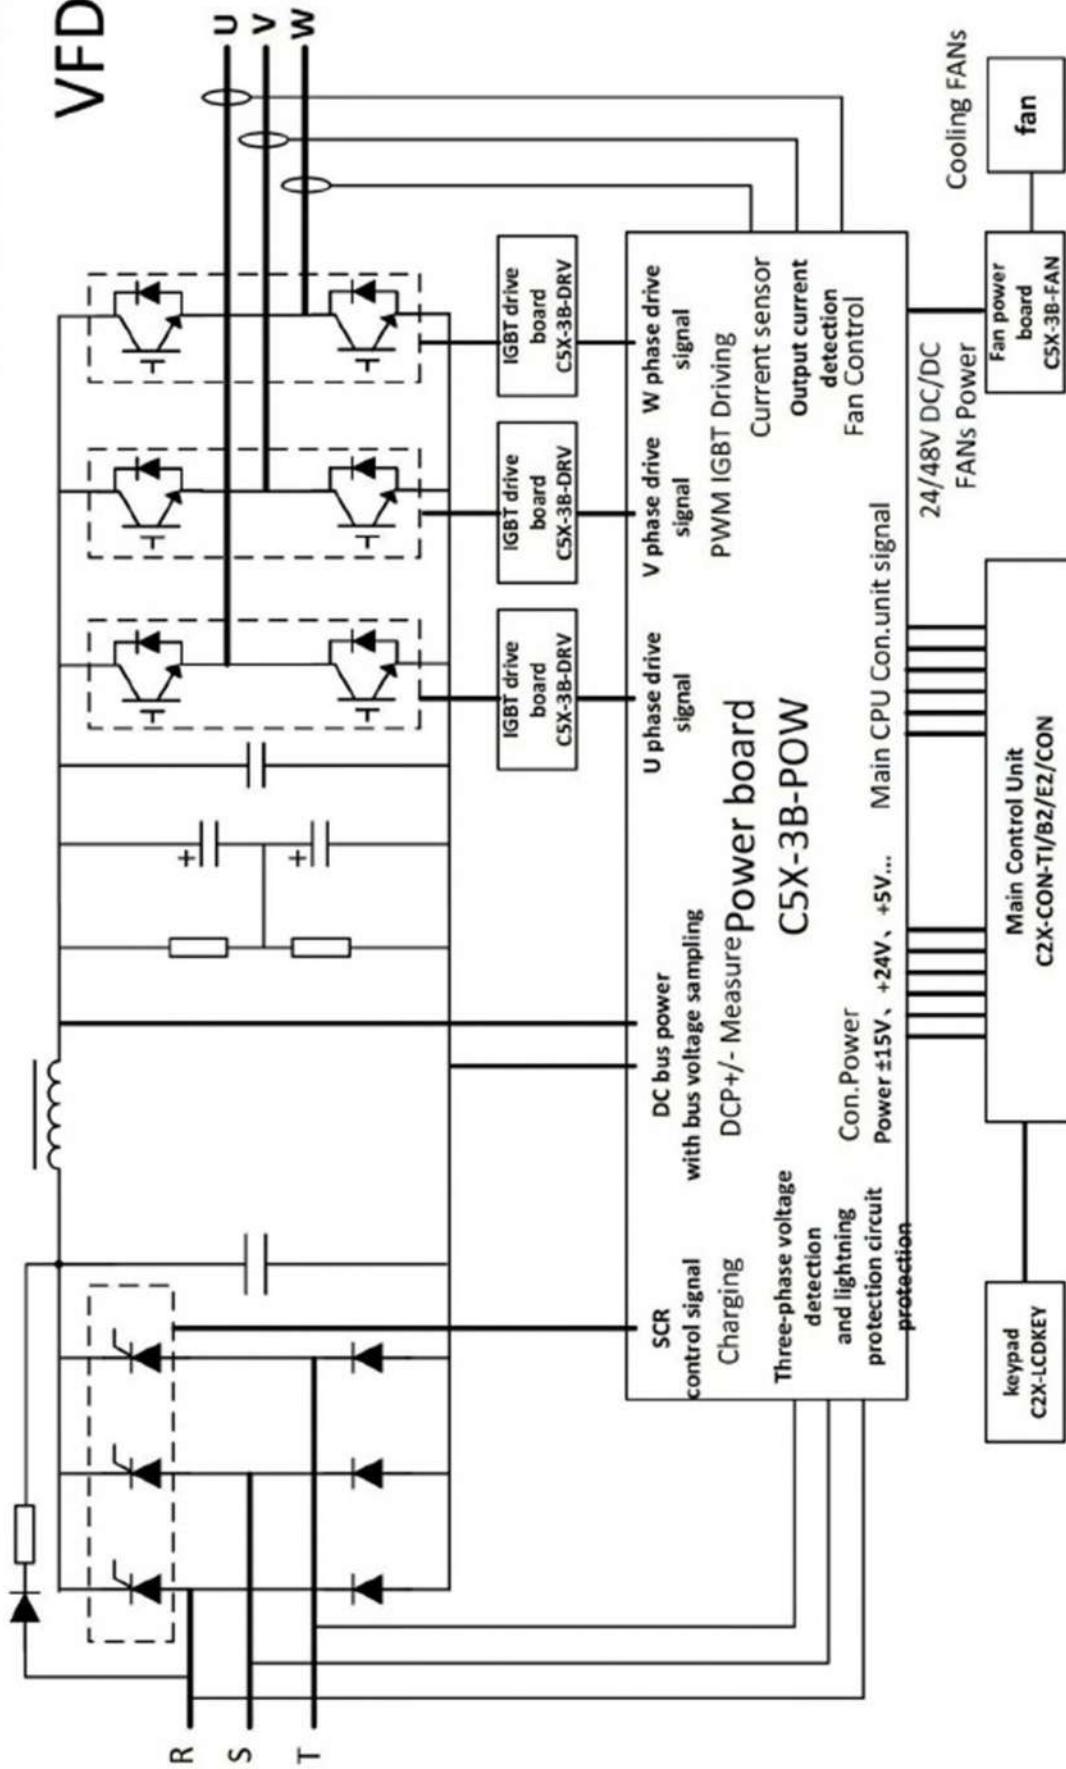 VFD
R
S
T
U
V
W
IGBT drive
board
C5X-3B-DRV
IGBT drive
board
C5X-3B-DRV
IGBT drive
board
C5X-3B-DRV
+
+
SCR
control signal
Charging
DC bus power
with bus voltage sampling
DCP+/- Measure
U phase drive
signal
V phase drive
signal
W phase drive
signal
PWM IGBT Driving
Power board
C5X-3B-POW
Current sensor
Output current
detection
Fan Control
Three-phase voltage
detection
and lightning
protection circuit
protection
Con.Power
Power ±15V、+24V、+5V...
Main CPU Con.unit signal
24/48V DC/DC
FANs Power
Cooling FANs
keypad
C2X-LCDKEY
Main Control Unit
C2X-CON-TI/B2/E2/CON
Fan power
board
C5X-3B-FAN
fan